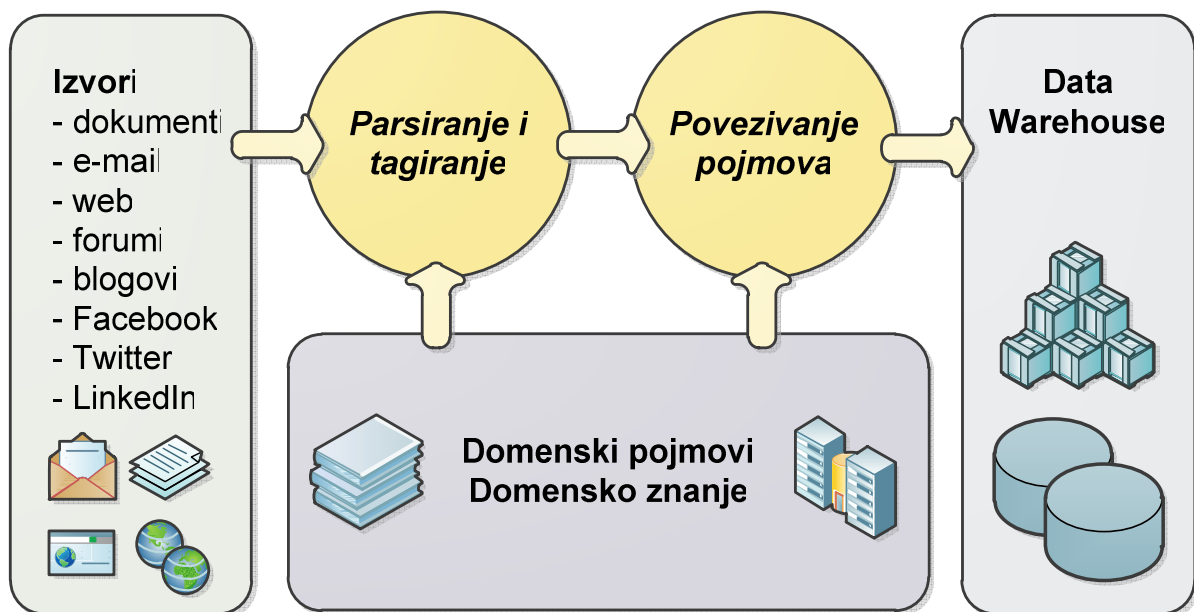 Izvori
- dokumenti
- e-mail
- web
- forumi
- blogovi
- Facebook
- Twitter
- LinkedIn
Parsiranje i
tagiranje
Povezivanje
pojmova
Data
Warehouse
Domenski pojmovi
Domensko znanje